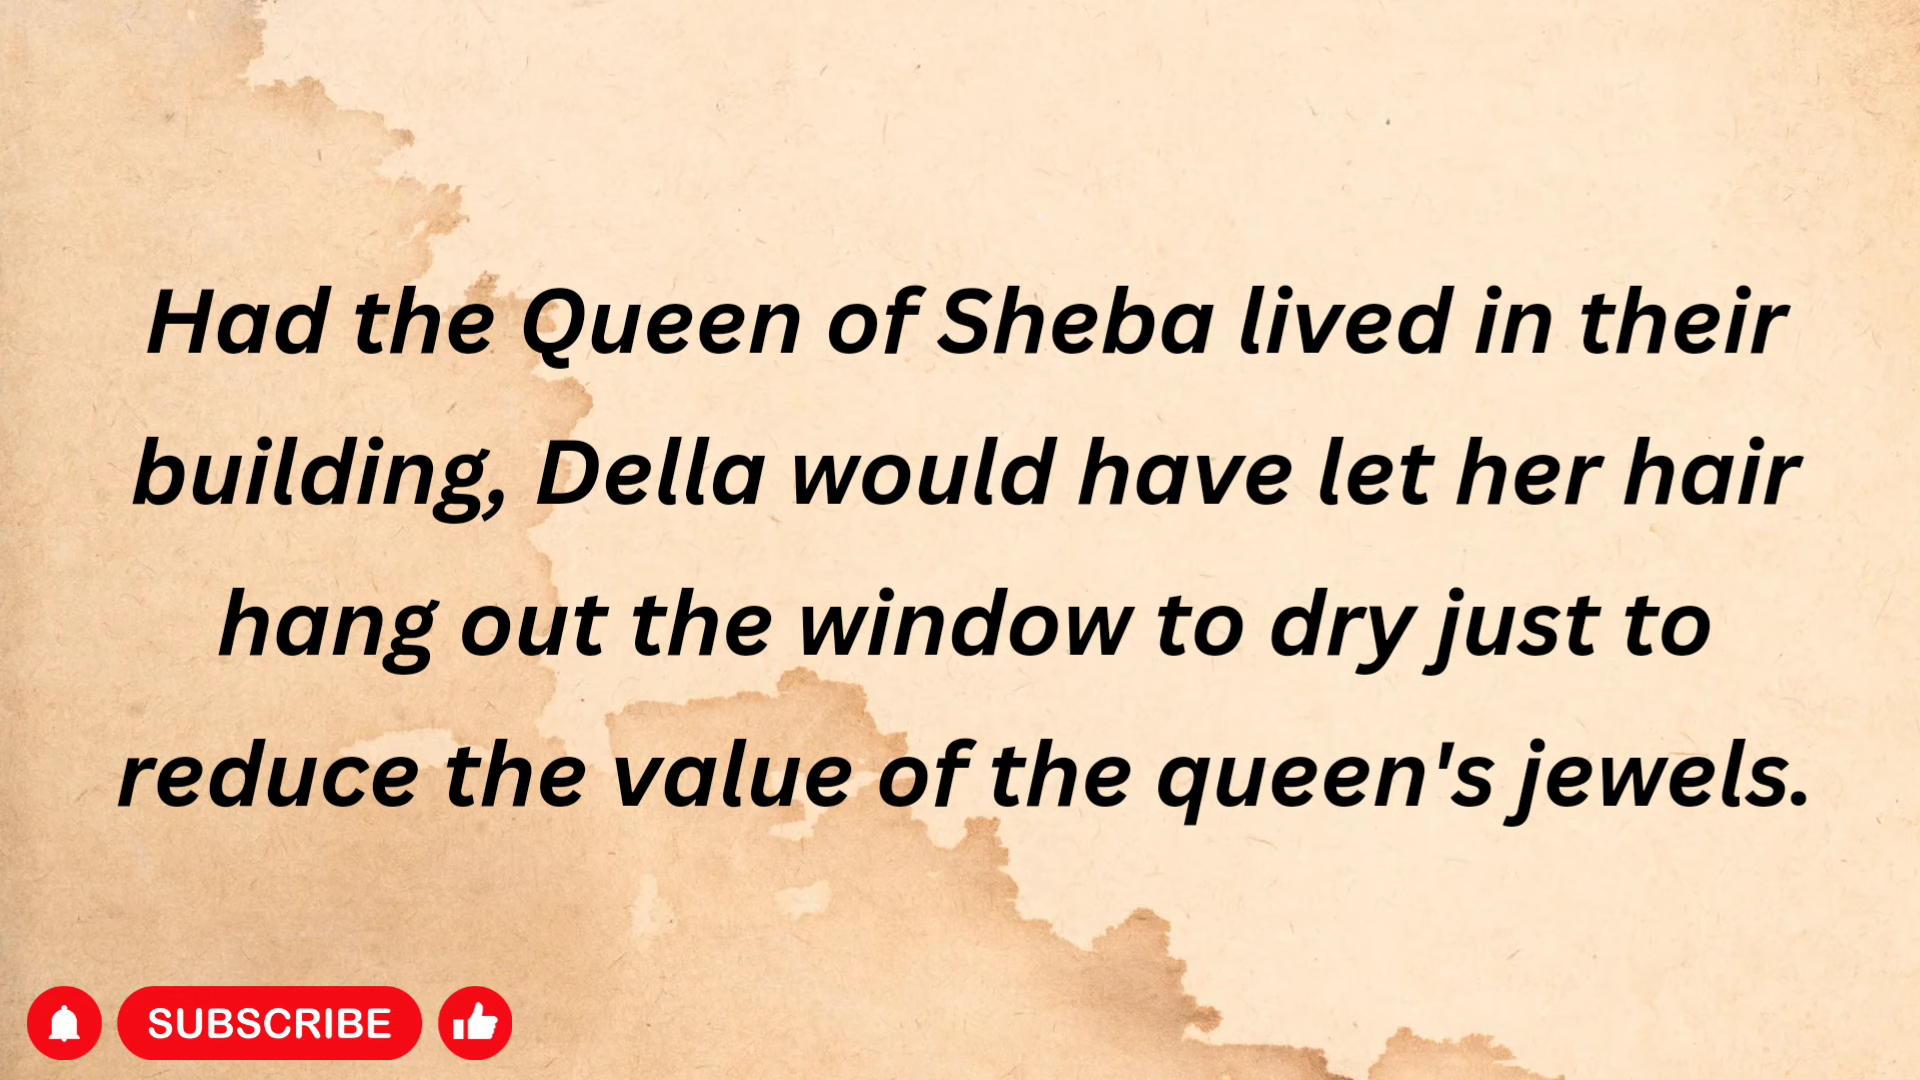 Had the Queen of Sheba lived in their
building, Della would have let her hair
hang out the window to dry just to
reduce the value of the queen's jewels.
SUBSCRIBE